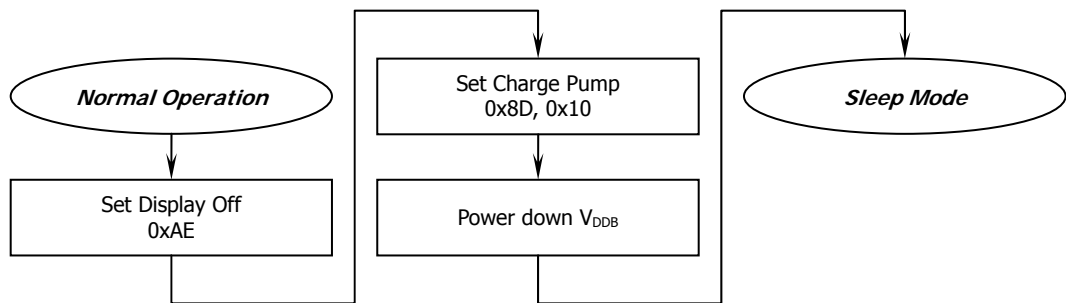 Normal Operation
Set Display Off
0xAE
Set Charge Pump
0x8D, 0x10
Power down VDDB
Sleep Mode